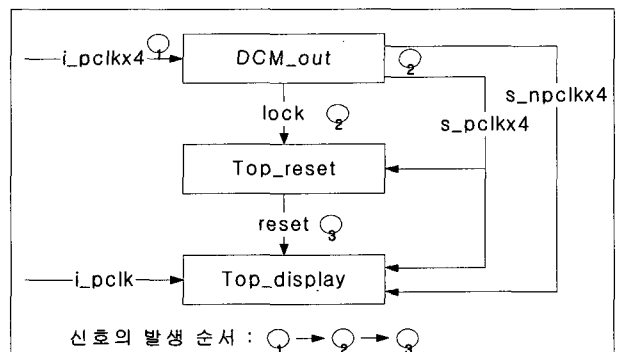 i_pclkx4 1 DCM_out 2
s_npclkx4
lock 2 s_pclkx4
Top_reset
reset 3
i_pclk Top_display
신호의 발생 순서 : 1 → 2 → 3